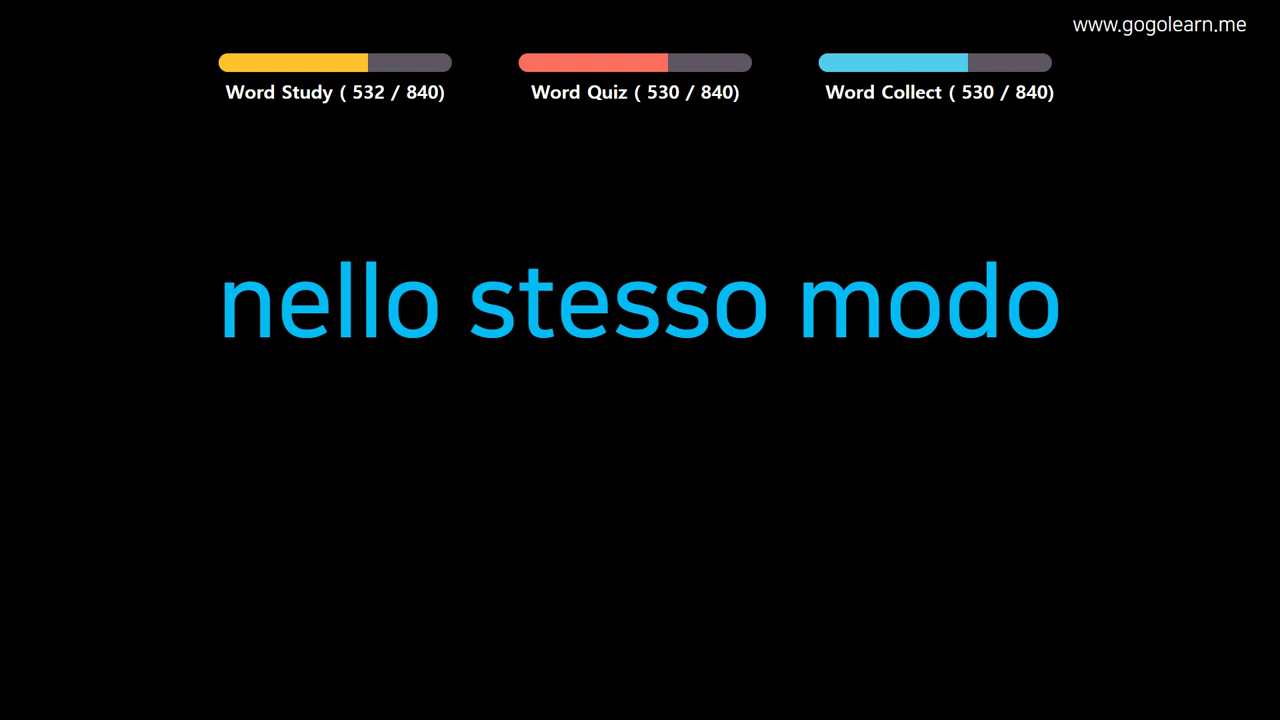 www.gogolearn.me
Word Study ( 532 / 840)
Word Quiz ( 530 / 840)
Word Collect ( 530 / 840)
nello stesso modo